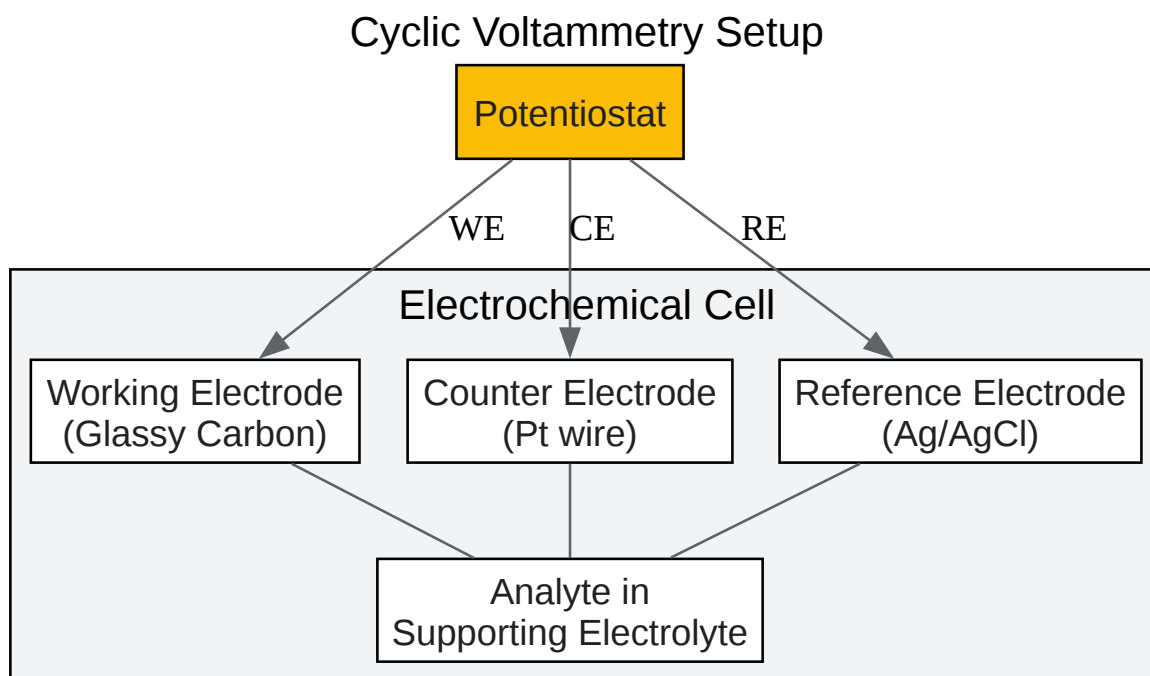 Cyclic Voltammetry Setup
Potentiostat
WE
CE
RE
Electrochemical Cell
Working Electrode
(Glassy Carbon)
Counter Electrode
(Pt wire)
Reference Electrode
(Ag/AgCl)
Analyte in
Supporting Electrolyte